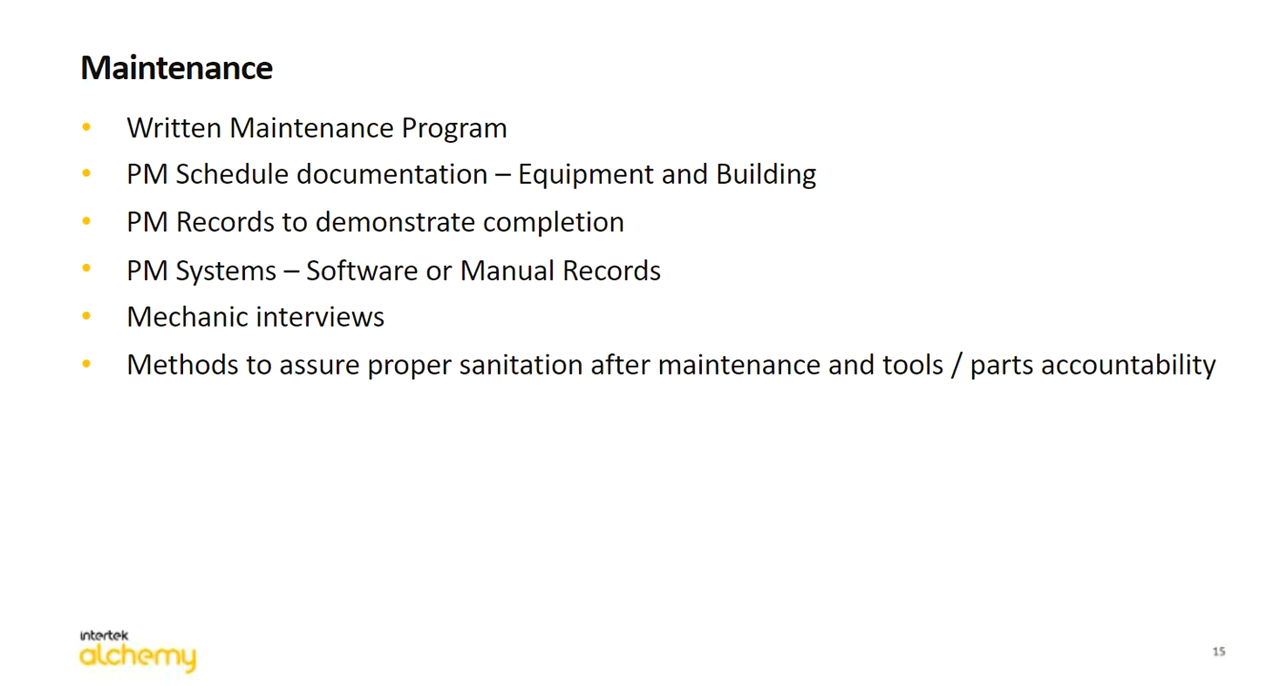 Maintenance
• Written Maintenance Program
• PM Schedule documentation – Equipment and Building
• PM Records to demonstrate completion
• PM Systems – Software or Manual Records
• Mechanic interviews
• Methods to assure proper sanitation after maintenance and tools / parts accountability
intertek
alchemy
15